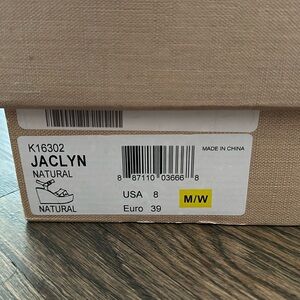 K16302
JACLYN
NATURAL
NATURAL
MADE IN CHINA
8 87110 03666 8
USA 8
Euro 39
M/W